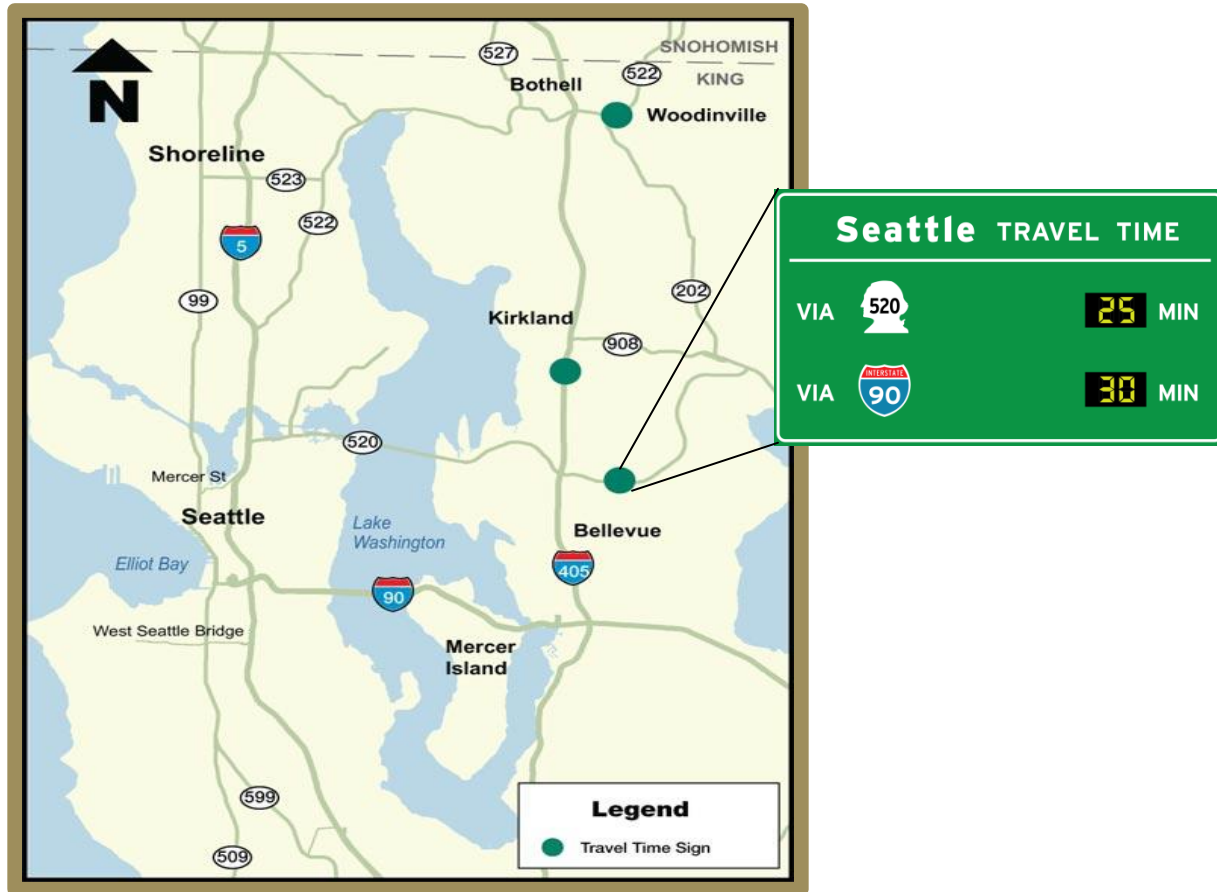 SNOHOMISH
527
522
KING
N
Bothell
Woodinville
Shoreline
523
522
5
Seattle TRAVEL TIME
VIA 520 25 MIN
VIA INTERSTATE 90 30 MIN
99
202
Kirkland
908
520
Mercer St
Seattle
Lake
Washington
Bellevue
Elliot Bay
405
90
West Seattle Bridge
Mercer
Island
599
509
Legend
Travel Time Sign